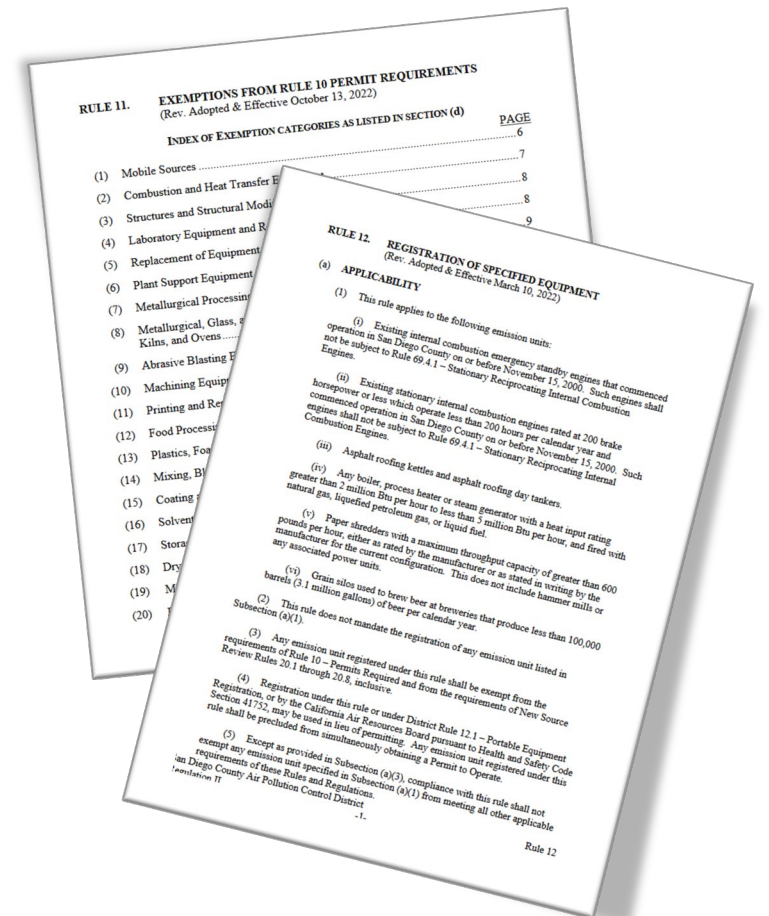 RULE 11. EXEMPTIONS FROM RULE 10 PERMIT REQUIREMENTS
(Rev. Adopted & Effective October 13, 2022)
INDEX OF EXEMPTION CATEGORIES AS LISTED IN SECTION (d)
PAGE
(1) Mobile Sources ........ 6
(2) Combustion and Heat Transfer E 7
(3) Structures and Structural Modi 8
(4) Laboratory Equipment and R 8
(5) Replacement of Equipment 9
(6) Plant Support Equipment
(7) Metallurgical Processin
(8) Metallurgical, Glass, a
Kilns, and Ovens.....
(9) Abrasive Blasting E
(10) Machining Equip
(11) Printing and Re
(12) Food Processi
(13) Plastics, Foa
(14) Mixing, Bl
(15) Coating
(16) Solven
(17) Stora
(18) Dry
(19) M
(20)
RULE 12. REGISTRATION OF SPECIFIED EQUIPMENT
(Rev. Adopted & Effective March 10, 2022)
(a) APPLICABILITY
(1) This rule applies to the following emission units:
(i) Existing internal combustion emergency standby engines that commenced
operation in San Diego County on or before November 15, 2000. Such engines shall
not be subject to Rule 69.4.1 – Stationary Reciprocating Internal Combustion
Engines.
(ii) Existing stationary internal combustion engines rated at 200 brake
horsepower or less which operate less than 200 hours per calendar year and
commenced operation in San Diego County on or before November 15, 2000. Such
engines shall not be subject to Rule 69.4.1 – Stationary Reciprocating Internal
Combustion Engines.
(iii) Asphalt roofing kettles and asphalt roofing day tankers.
(iv) Any boiler, process heater or steam generator with a heat input rating
greater than 2 million Btu per hour to less than 5 million Btu per hour, and fired with
natural gas, liquefied petroleum gas, or liquid fuel.
(v) Paper shredders with a maximum throughput capacity of greater than 600
pounds per hour, either as rated by the manufacturer or as stated in writing by the
manufacturer for the current configuration. This does not include hammer mills or
any associated power units.
(vi) Grain silos used to brew beer at breweries that produce less than 100,000
barrels (3.1 million gallons) of beer per calendar year.
(2) This rule does not mandate the registration of any emission unit listed in
Subsection (a)(1).
(3) Any emission unit registered under this rule shall be exempt from the
requirements of Rule 10 – Permits Required and from the requirements of New Source
Review Rules 20.1 through 20.8, inclusive.
(4) Registration under this rule or under District Rule 12.1 – Portable Equipment
Registration, or by the California Air Resources Board pursuant to Health and Safety Code
Section 41752, may be used in lieu of permitting. Any emission unit registered under this
rule shall be precluded from simultaneously obtaining a Permit to Operate.
(5) Except as provided in Subsection (a)(3), compliance with this rule shall not
exempt any emission unit specified in Subsection (a)(1) from meeting all other applicable
requirements of these Rules and Regulations.
San Diego County Air Pollution Control District
Regulation II
-1-
Rule 12